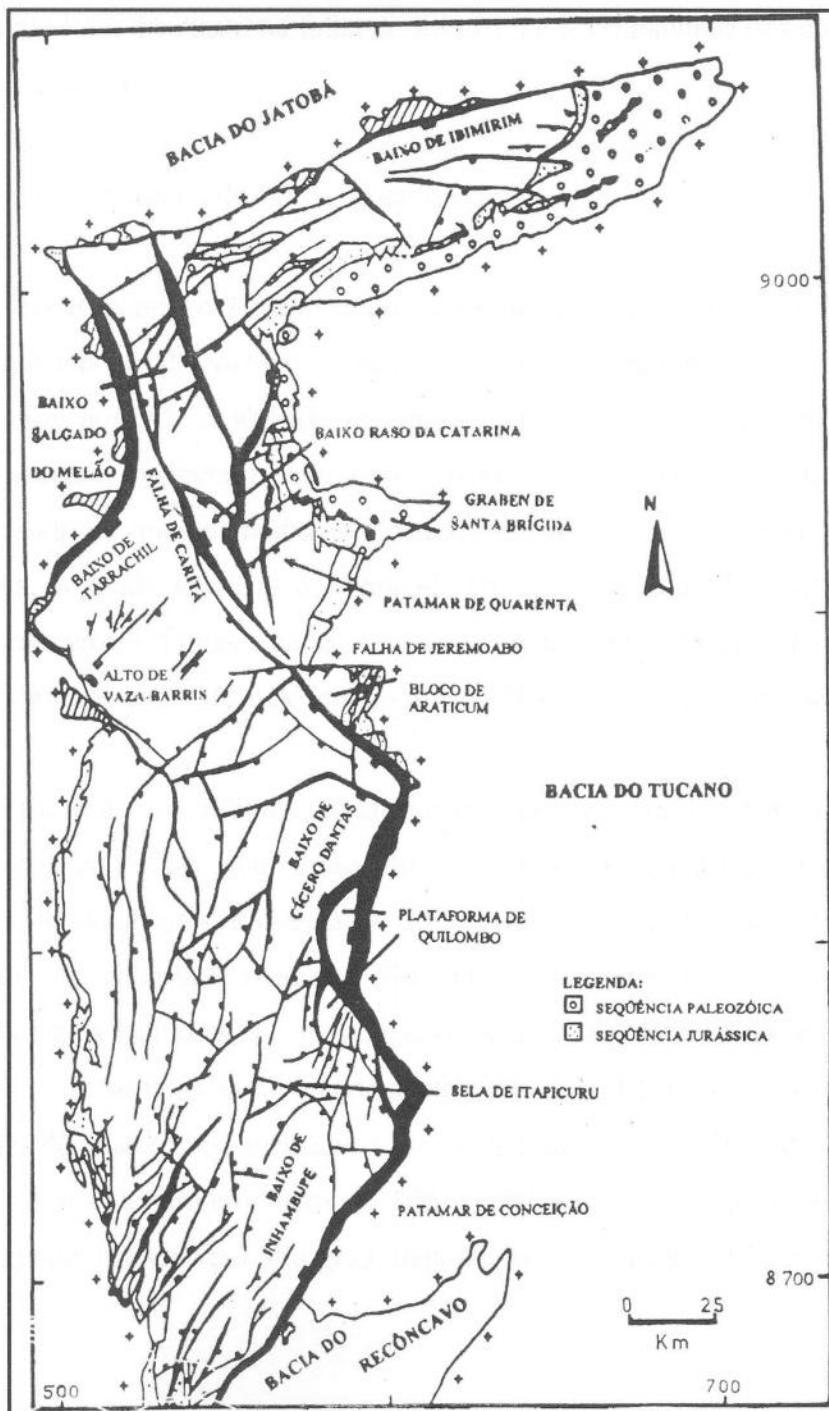 BACIA DO JATOBÁ
BAIXO DE IBIMIRIM
9000
BAIXO
SALGADO
DO MELÃO
BAIXO RASO DA CATARINA
FALHA DE CARITÁ
GRABEN DE
SANTA BRÍGIDA
N
BAIXO DE
TARRACHIL
PATAMAR DE QUARENTA
FALHA DE JEREMOABO
ALTO DE
VAZA-BARRIS
BLOCO DE
ARATICUM
BACIA DO TUCANO
BAIXO DE
CÍCERO DANTAS
PLATAFORMA DE
QUILOMBO
LEGENDA:
SEQÜÊNCIA PALEOZÓICA
SEQÜÊNCIA JURÁSSICA
SELA DE ITAPICURU
BAIXO DE
INHAMBUPE
PATAMAR DE CONCEIÇÃO
8700
BACIA DO
RECÔNCAVO
0 25
Km
500
700